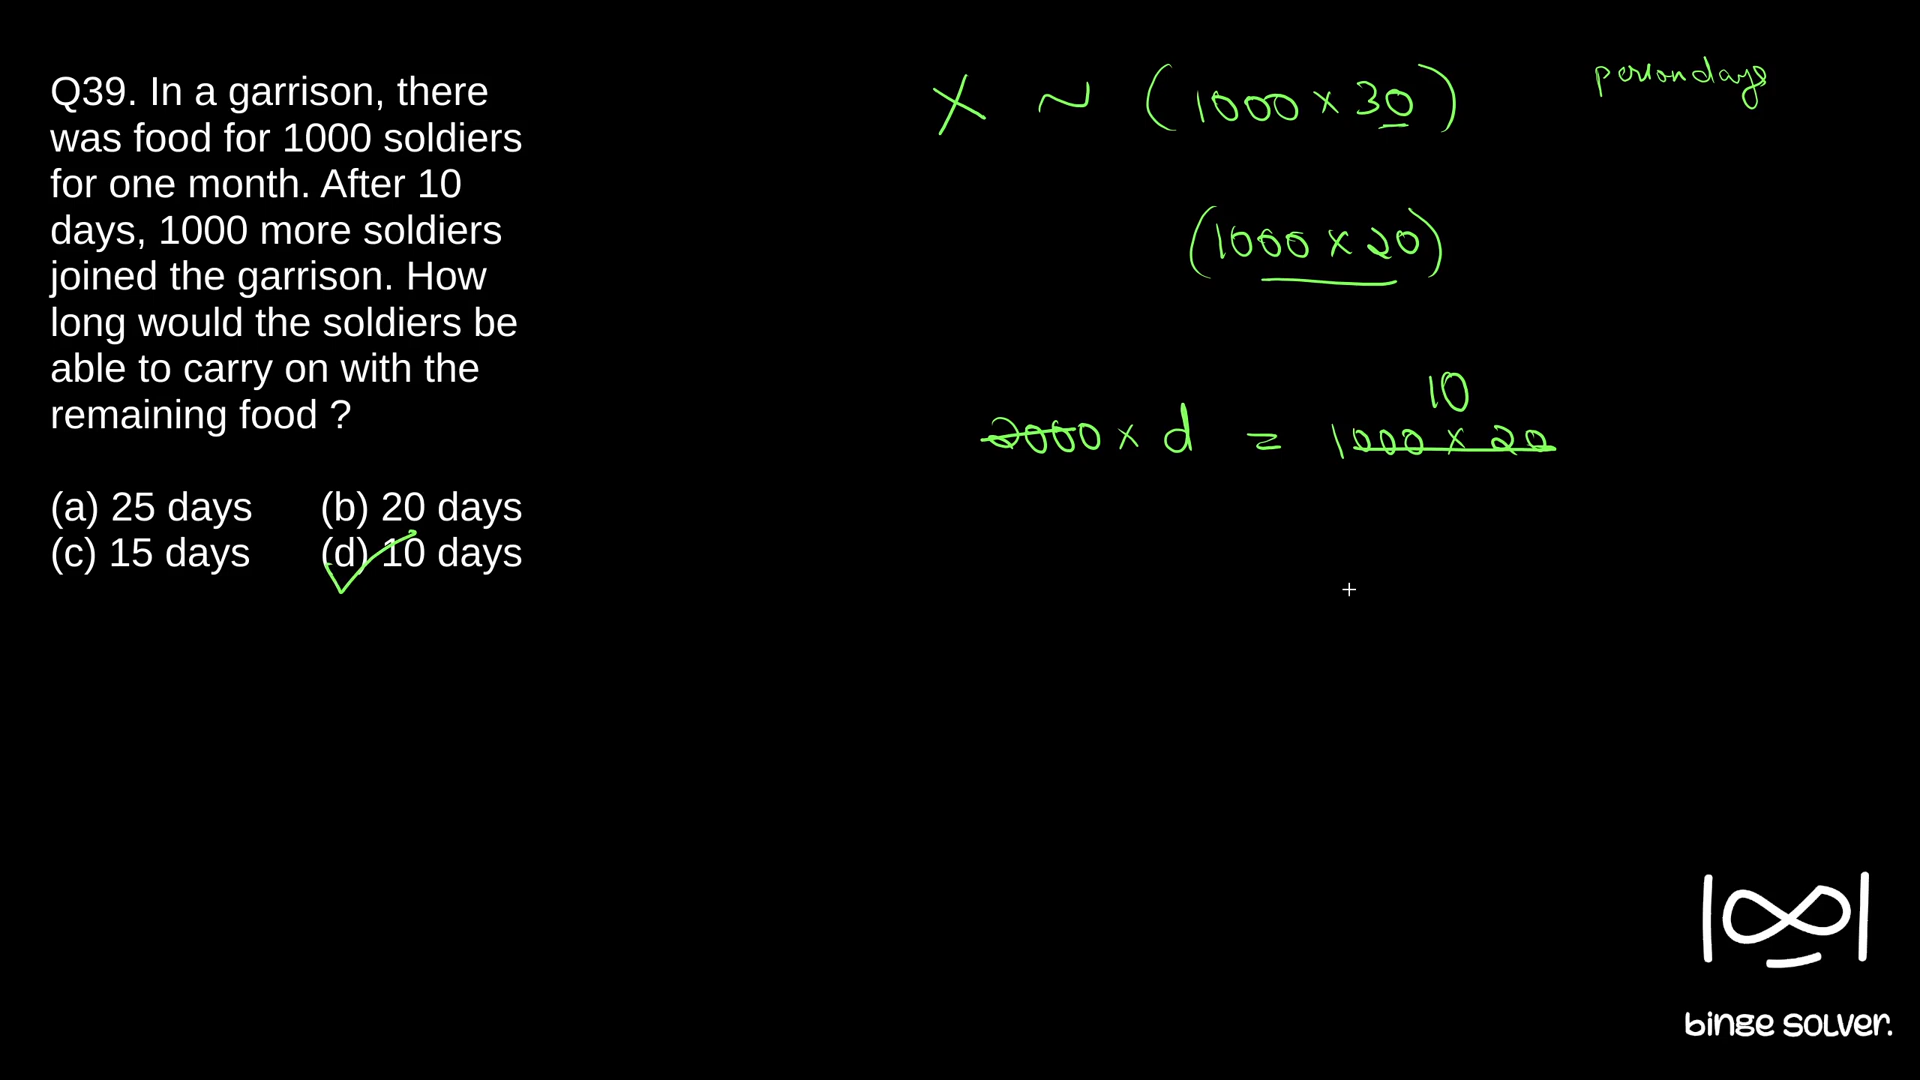 Q39. In a garrison, there
was food for 1000 soldiers
for one month. After 10
days, 1000 more soldiers
joined the garrison. How
long would the soldiers be
able to carry on with the
remaining food ?
(a) 25 days (b) 20 days
(c) 15 days (d) 10 days
X ~ (1000 × 30)
persondays
(1000 × 20)
10
2000 × d = 1000 × 20
binge solver.